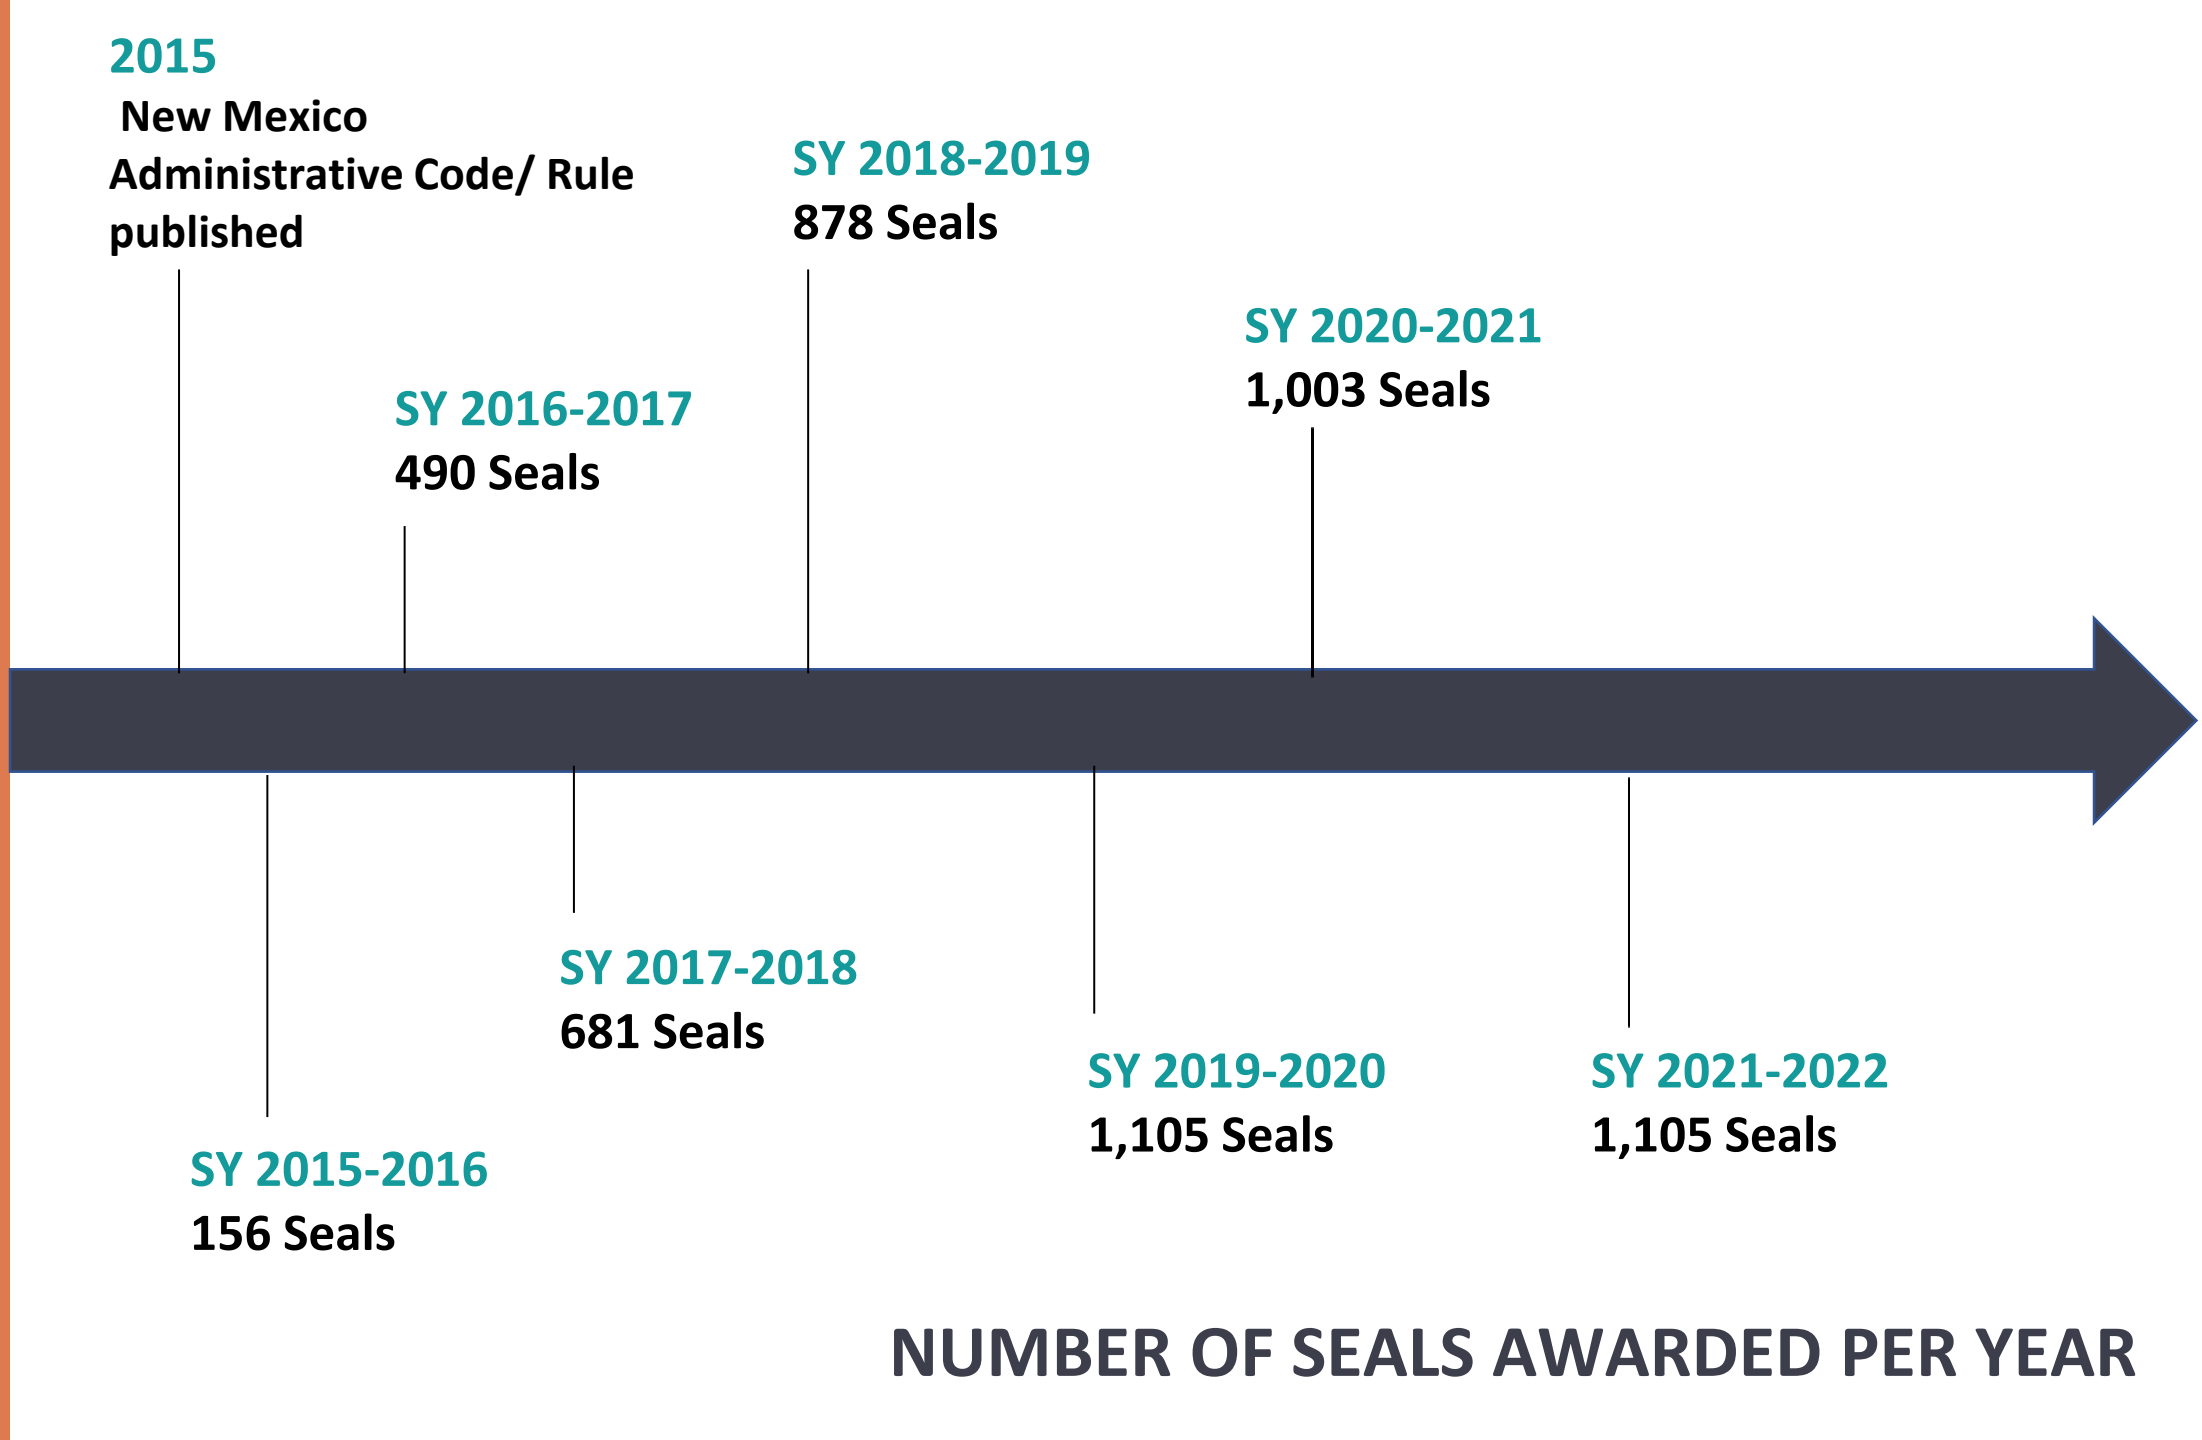 2015
New Mexico
Administrative Code/ Rule
published
SY 2018-2019
878 Seals
SY 2020-2021
1,003 Seals
SY 2016-2017
490 Seals
SY 2017-2018
681 Seals
SY 2019-2020
1,105 Seals
SY 2021-2022
1,105 Seals
SY 2015-2016
156 Seals
NUMBER OF SEALS AWARDED PER YEAR